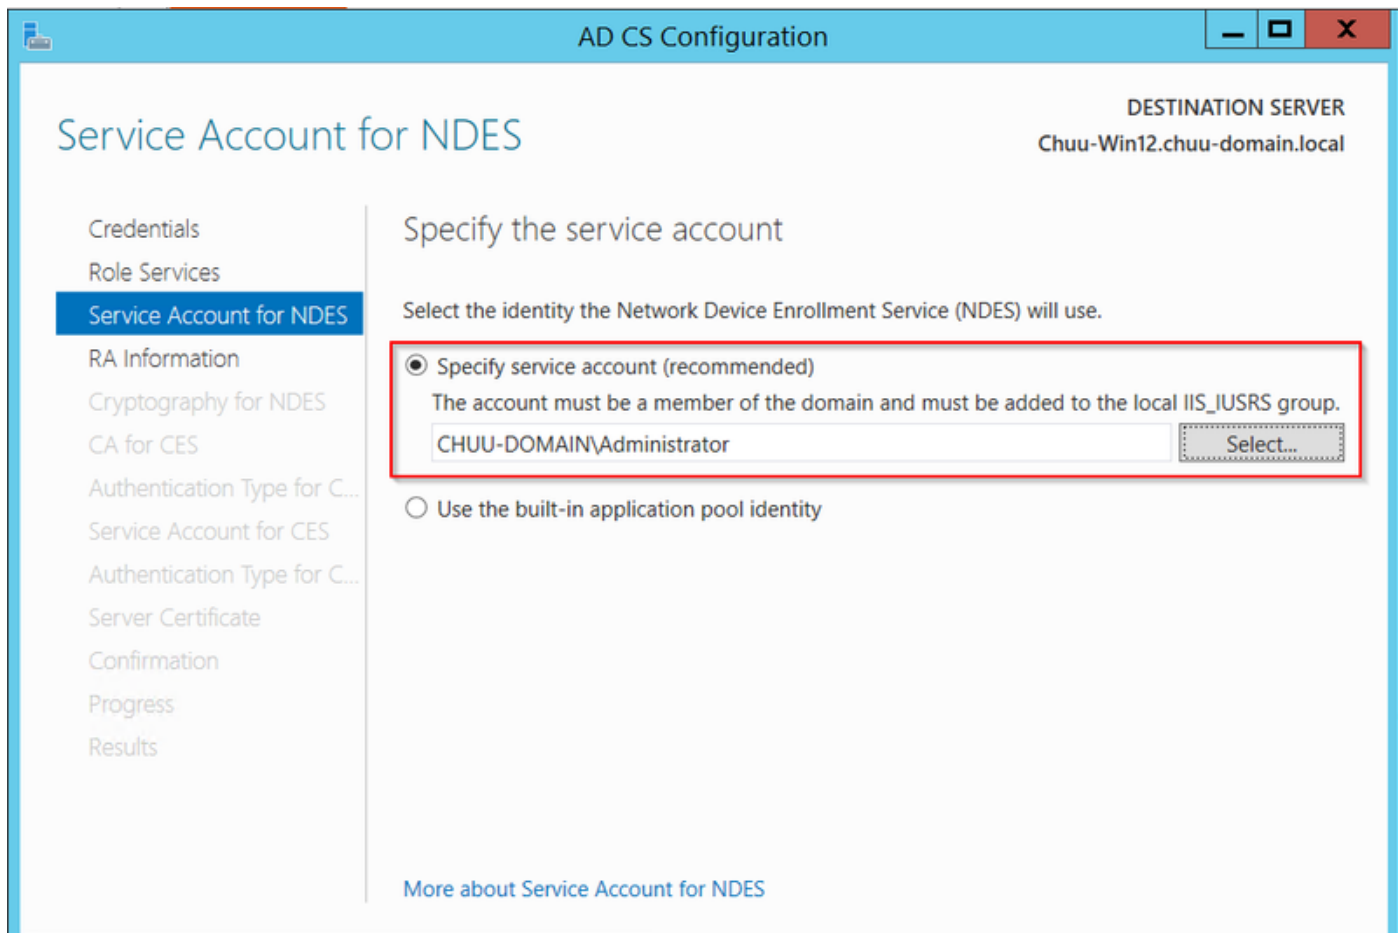 AD CS Configuration
Service Account for NDES
DESTINATION SERVER
Chuu-Win12.chuu-domain.local
Credentials
Role Services
Service Account for NDES
RA Information
Cryptography for NDES
CA for CES
Authentication Type for C...
Service Account for CES
Authentication Type for C...
Server Certificate
Confirmation
Progress
Results
Specify the service account
Select the identity the Network Device Enrollment Service (NDES) will use.
Specify service account (recommended)
The account must be a member of the domain and must be added to the local IIS_IUSRS group.
CHUU-DOMAIN\Administrator
Select...
Use the built-in application pool identity
More about Service Account for NDES